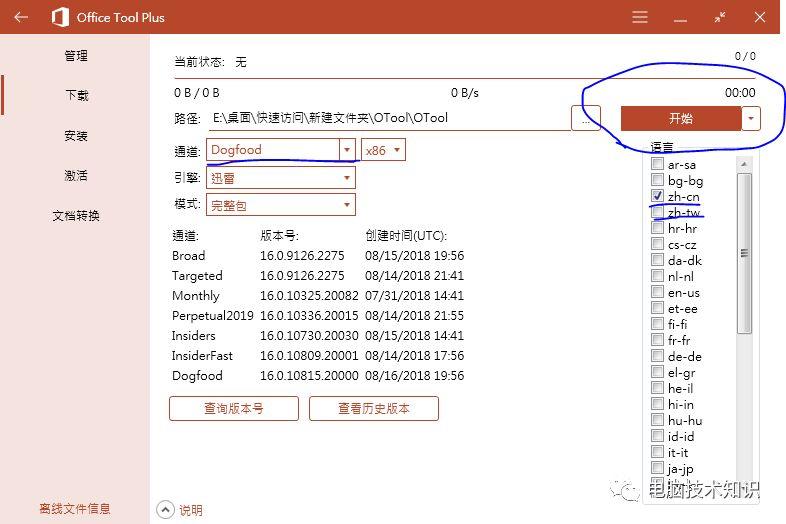 Office Tool Plus
管理
下载
安装
激活
文档转换
离线文件信息
当前状态: 无
0 / 0
0 B / 0 B
0 B/s
00:00
路径: E:\桌面\快速访问\新建文件夹\OTool\OTool
...
开始
通道: Dogfood x86
引擎: 迅雷
模式: 完整包
通道: 版本号: 创建时间(UTC):
Broad 16.0.9126.2275 08/15/2018 19:56
Targeted 16.0.9126.2275 08/14/2018 21:41
Monthly 16.0.10325.20082 07/31/2018 14:41
Perpetual2019 16.0.10336.20015 08/14/2018 21:55
Insiders 16.0.10730.20030 08/15/2018 14:41
InsiderFast 16.0.10809.20001 08/14/2018 17:56
Dogfood 16.0.10815.20000 08/16/2018 19:56
查询版本号
查看历史版本
说明
语言
ar-sa
bg-bg
zh-cn
zh-tw
hr-hr
cs-cz
da-dk
nl-nl
en-us
et-ee
fi-fi
fr-fr
de-de
el-gr
he-il
hi-in
hu-hu
id-id
it-it
ja-jp
电脑技术知识